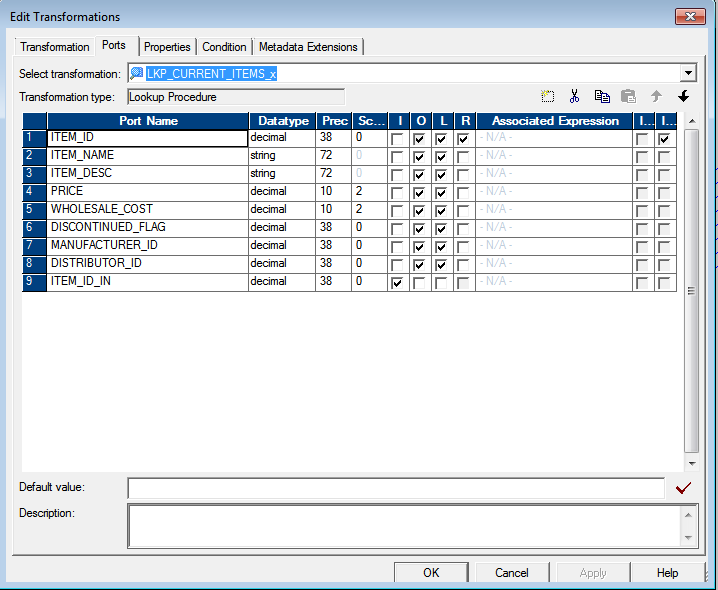 Edit Transformations
Transformation Ports Properties Condition Metadata Extensions
Select transformation: LKP_CURRENT_ITEMS_x
Transformation type: Lookup Procedure
Port Name Datatype Prec Sc... I O L R Associated Expression I... I...
1 ITEM_ID decimal 38 0 - N/A -
2 ITEM_NAME string 72 0 - N/A -
3 ITEM_DESC string 72 0 - N/A -
4 PRICE decimal 10 2 - N/A -
5 WHOLESALE_COST decimal 10 2 - N/A -
6 DISCONTINUED_FLAG decimal 38 0 - N/A -
7 MANUFACTURER_ID decimal 38 0 - N/A -
8 DISTRIBUTOR_ID decimal 38 0 - N/A -
9 ITEM_ID_IN decimal 38 0 - N/A -
Default value:
Description:
OK Cancel Apply Help